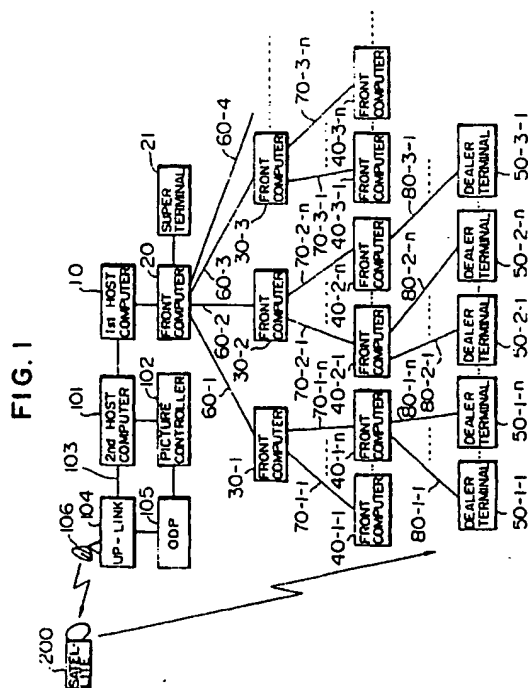 FIG. 1
200
SATEL-
LITE
106
104
UP-LINK
103
101
2nd HOST
COMPUTER
10
1st HOST
COMPUTER
105
ODP
102
PICTURE
CONTROLLER
20
FRONT
COMPUTER
21
SUPER
TERMINAL
60-1
60-2
60-3
60-4
30-1
FRONT
COMPUTER
30-2
FRONT
COMPUTER
30-3
FRONT
COMPUTER
70-1-1
70-1-n
70-2-1
70-2-n
70-3-1
70-3-n
40-1-1
FRONT
COMPUTER
40-1-n
FRONT
COMPUTER
40-2-1
FRONT
COMPUTER
40-2-n
FRONT
COMPUTER
40-3-1
FRONT
COMPUTER
40-3-n
FRONT
COMPUTER
80-1-1
80-1-n
80-2-1
80-2-n
80-3-1
DEALER
TERMINAL
50-1-1
DEALER
TERMINAL
50-1-n
DEALER
TERMINAL
50-2-1
DEALER
TERMINAL
50-2-n
DEALER
TERMINAL
50-3-1